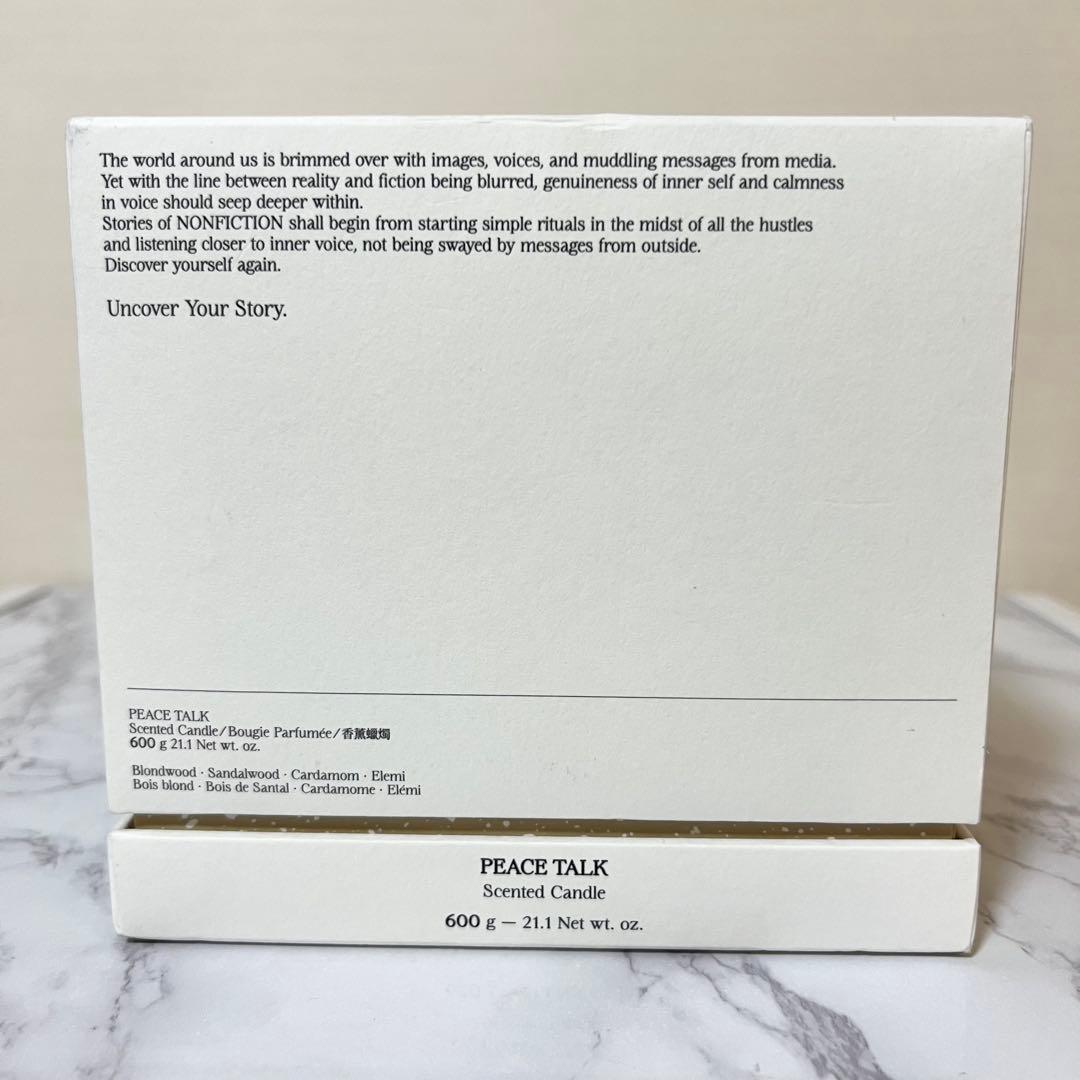 The world around us is brimmed over with images, voices, and muddling messages from media.
Yet with the line between reality and fiction being blurred, genuineness of inner self and calmness
in voice should seep deeper within.
Stories of NONFICTION shall begin from starting simple rituals in the midst of all the hustles
and listening closer to inner voice, not being swayed by messages from outside.
Discover yourself again.
Uncover Your Story.
PEACE TALK
Scented Candle/Bougie Parfumée/香薰蠟燭
600 g 21.1 Net wt. oz.
Blondwood · Sandalwood · Cardamom · Elemi
Bois blond · Bois de Santal · Cardamome · Elémi
PEACE TALK
Scented Candle
600 g — 21.1 Net wt. oz.